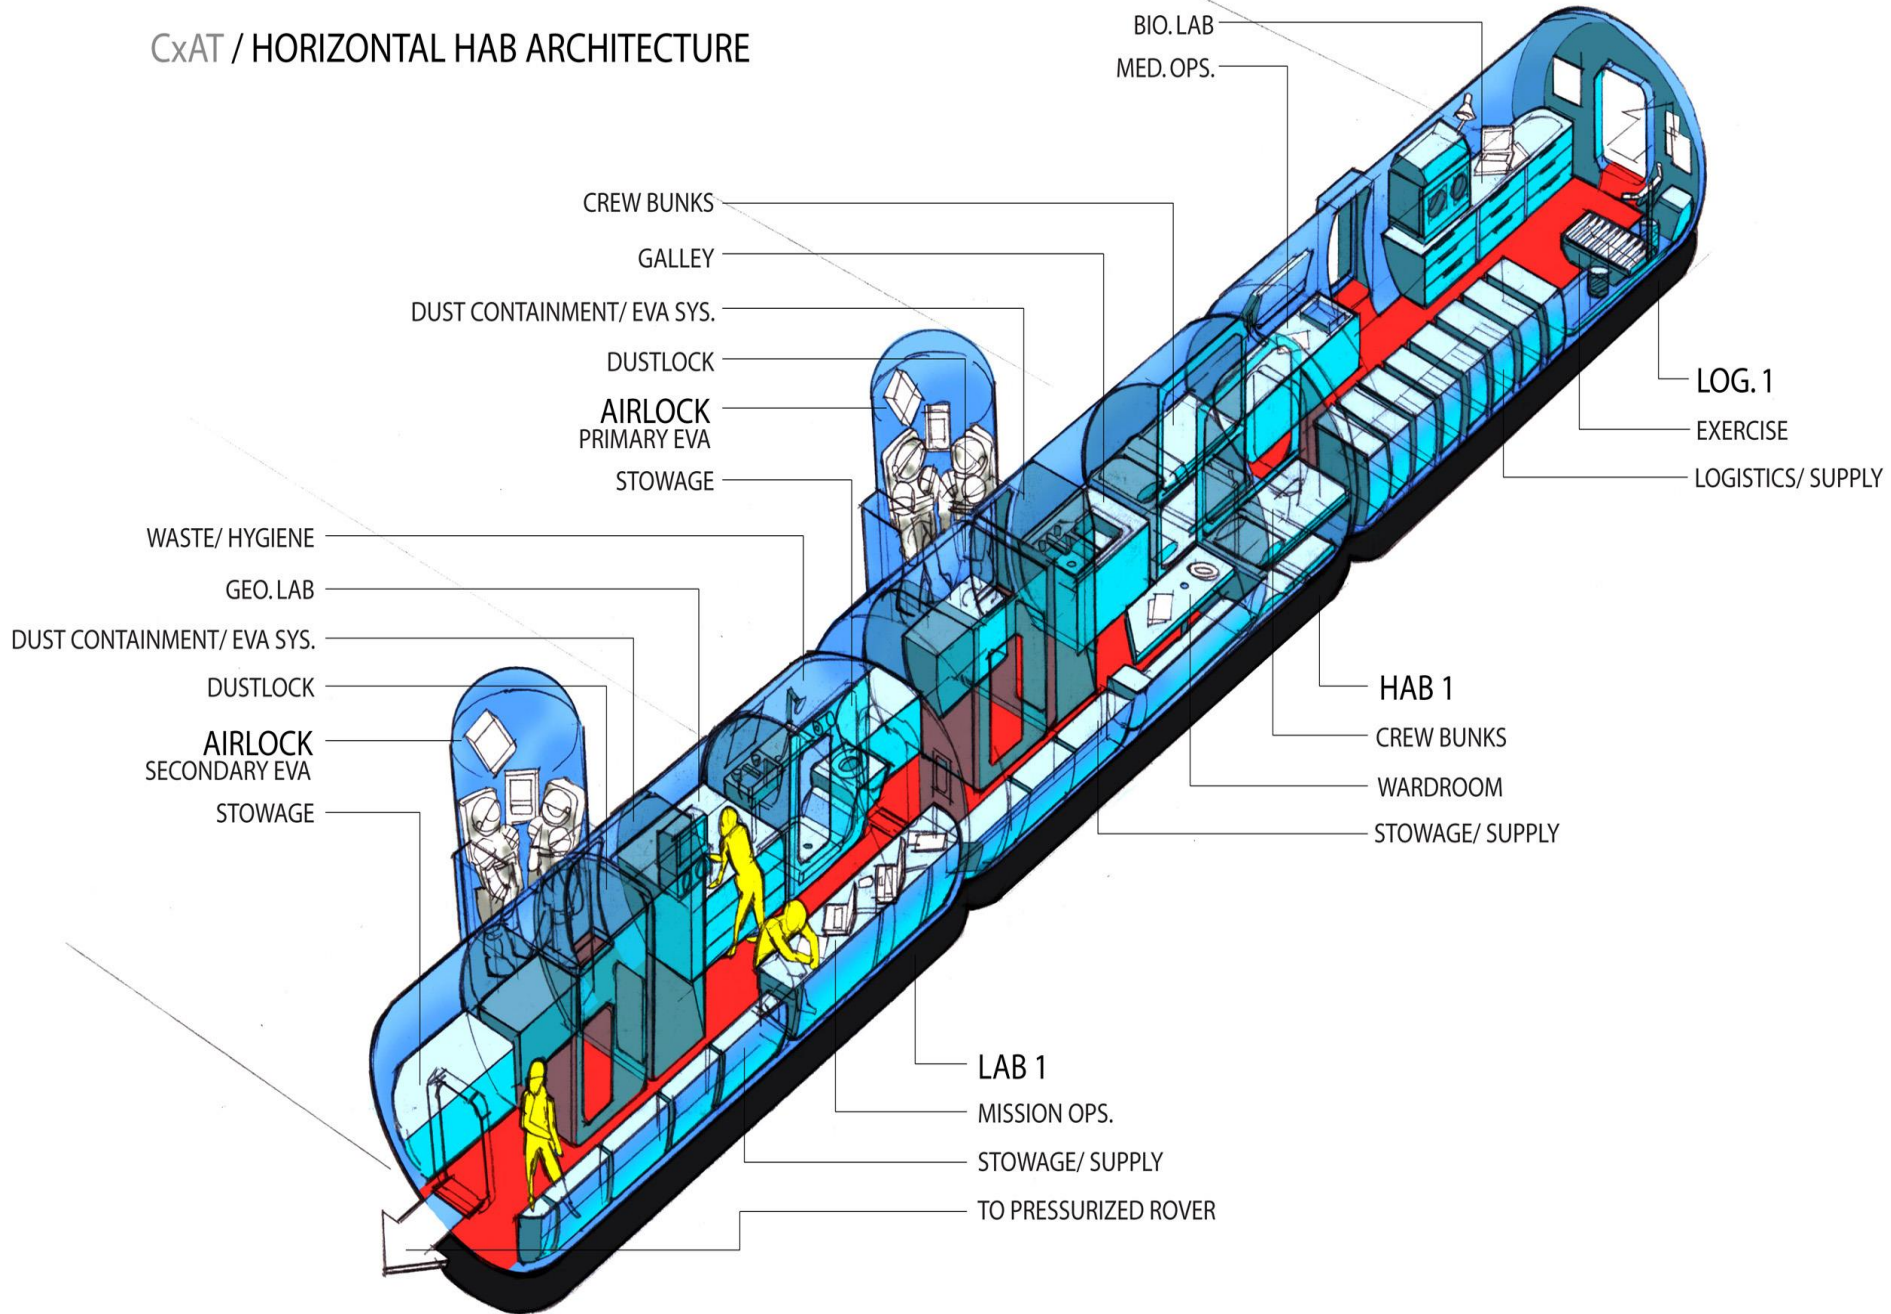 CxAT / HORIZONTAL HAB ARCHITECTURE
BIO. LAB
MED. OPS.
CREW BUNKS
GALLEY
DUST CONTAINMENT/ EVA SYS.
DUSTLOCK
AIRLOCK
PRIMARY EVA
STOWAGE
WASTE/ HYGIENE
GEO. LAB
DUST CONTAINMENT/ EVA SYS.
DUSTLOCK
AIRLOCK
SECONDARY EVA
STOWAGE
LOG. 1
EXERCISE
LOGISTICS/ SUPPLY
HAB 1
CREW BUNKS
WARDROOM
STOWAGE/ SUPPLY
LAB 1
MISSION OPS.
STOWAGE/ SUPPLY
TO PRESSURIZED ROVER